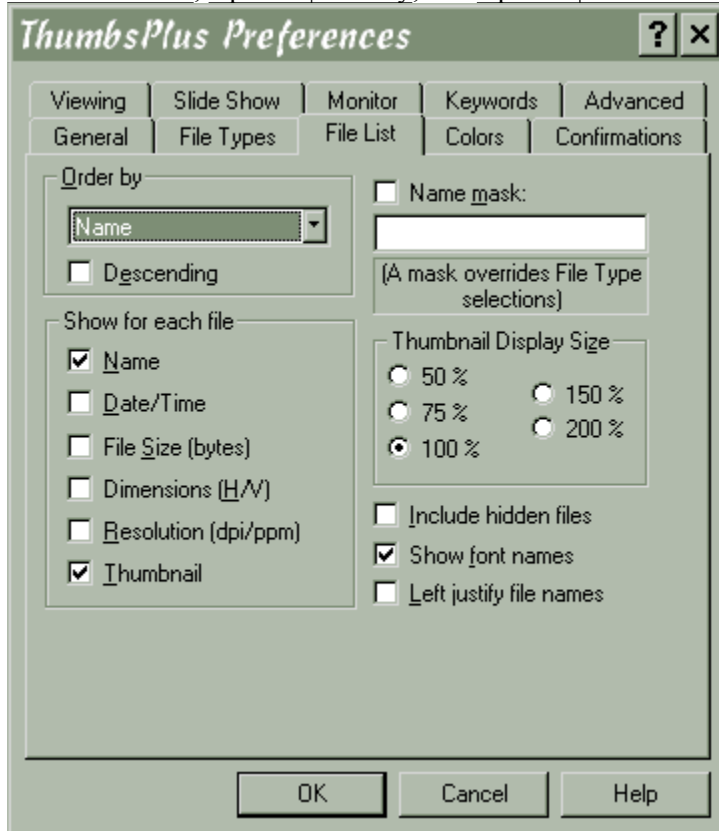 ThumbsPlus Preferences
Viewing Slide Show Monitor Keywords Advanced
General File Types File List Colors Confirmations
Order by
Name
Descending
Name mask:
(A mask overrides File Type
selections)
Show for each file
Name
Date/Time
File Size (bytes)
Dimensions (H/V)
Resolution (dpi/ppm)
Thumbnail
Thumbnail Display Size
50 %
75 %
100 %
150 %
200 %
Include hidden files
Show font names
Left justify file names
OK Cancel Help